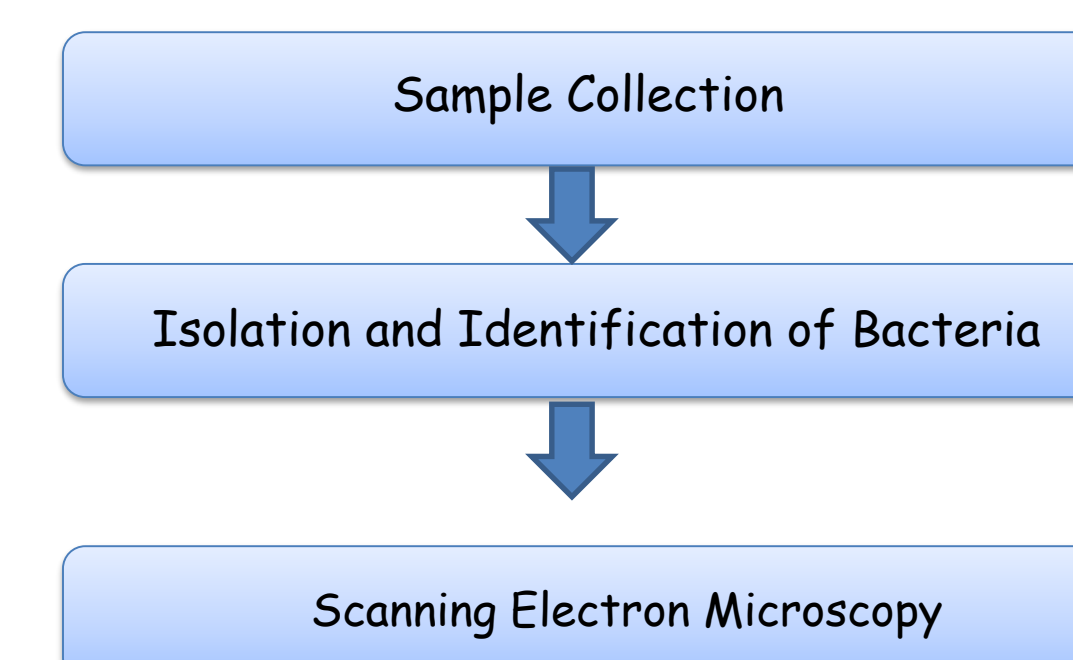 Sample Collection
Isolation and Identification of Bacteria
Scanning Electron Microscopy